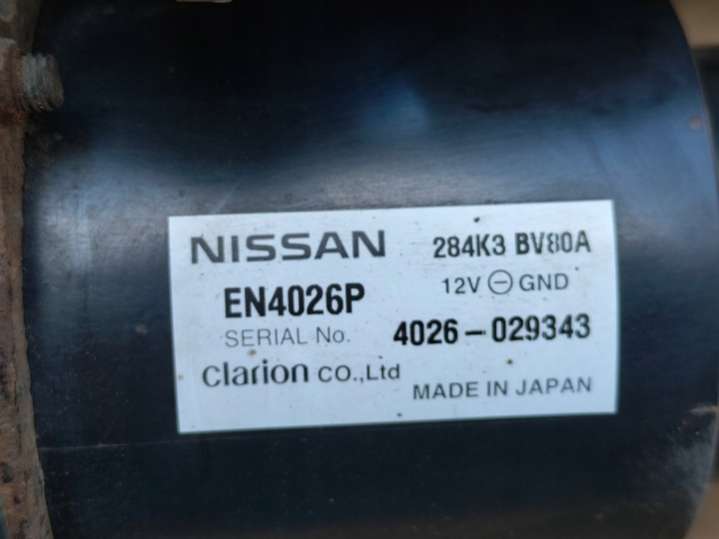 NISSAN 284K3 BV80A
EN4026P 12V ⊖ GND
SERIAL No. 4026-029343
Clarion co.,Ltd MADE IN JAPAN